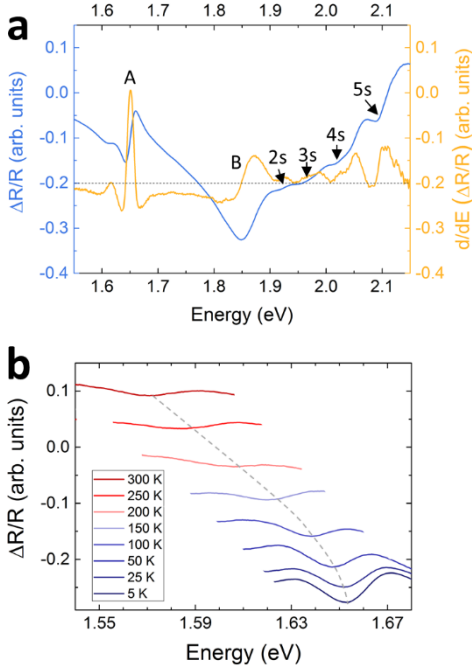 a
1.6 1.7 1.8 1.9 2.0 2.1
ΔR/R (arb. units)
0.1
0.0
-0.1
-0.2
-0.3
-0.4
A
B
2s
3s
4s
5s
0.1
0.0
-0.1
-0.2
-0.3
-0.4
d/dE (ΔR/R) (arb. units)
1.6 1.7 1.8 1.9 2.0 2.1
Energy (eV)
b
ΔR/R (arb. units)
0.1
0.0
-0.1
-0.2
300 K
250 K
200 K
150 K
100 K
50 K
25 K
5 K
1.55 1.59 1.63 1.67
Energy (eV)